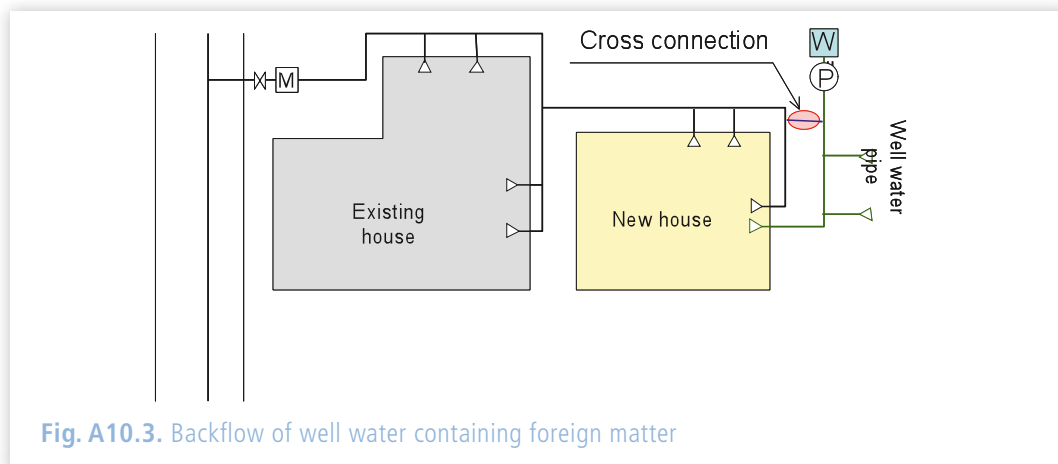 Cross connection
W
P
M
Well water
pipe
Existing
house
New house
Fig. A10.3. Backflow of well water containing foreign matter